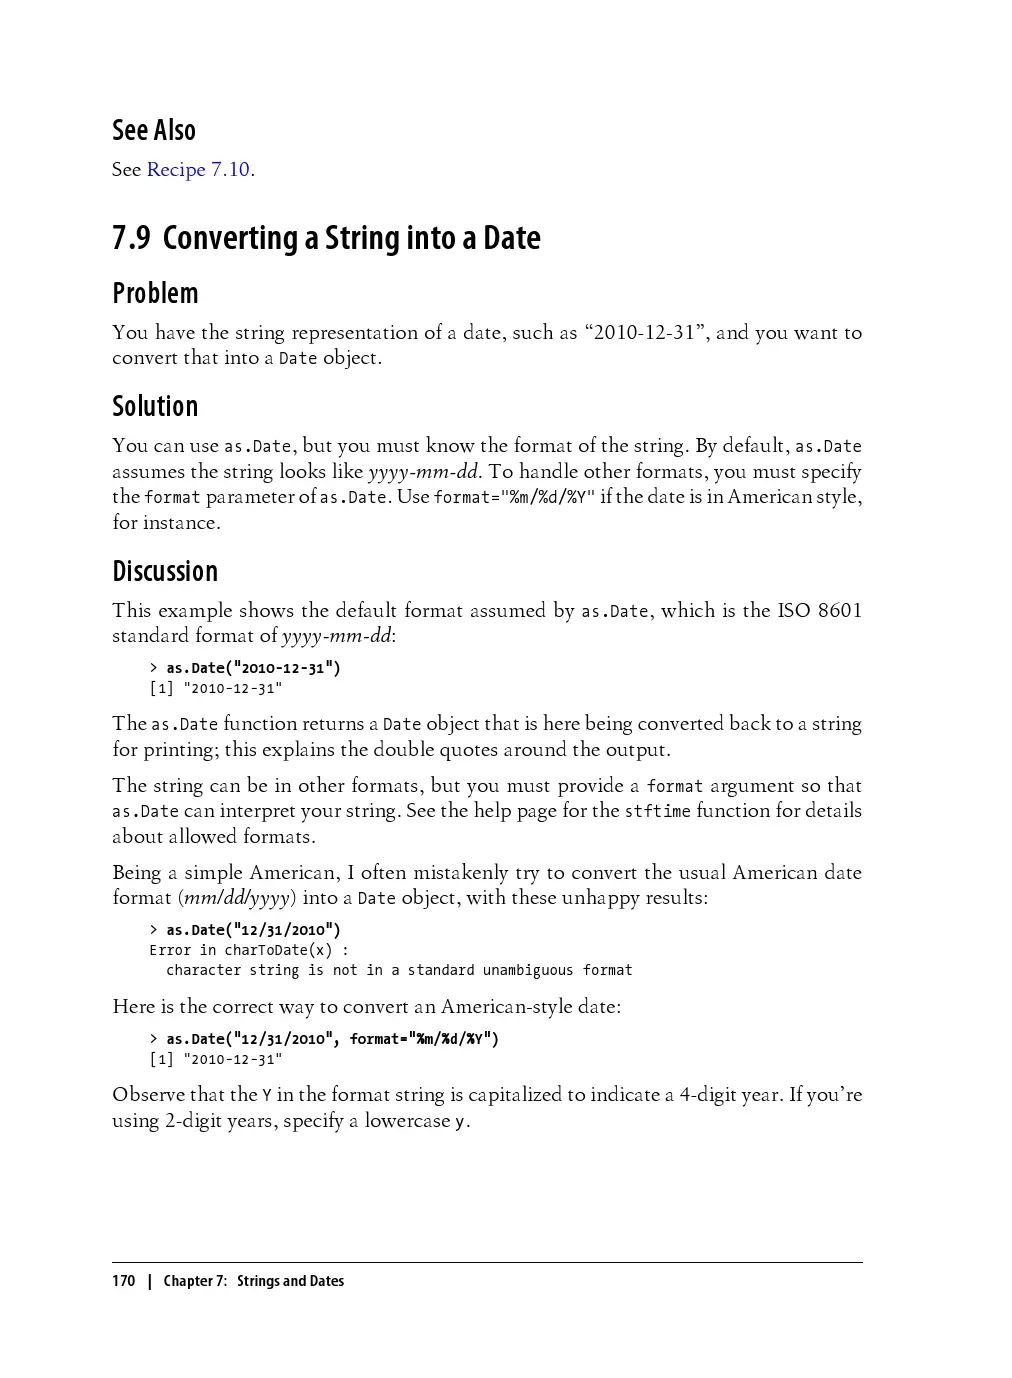 See Also
See Recipe 7.10.
7.9 Converting a String into a Date
Problem
You have the string representation of a date, such as “2010-12-31”, and you want to
convert that into a Date object.
Solution
You can use as.Date, but you must know the format of the string. By default, as.Date
assumes the string looks like yyyy-mm-dd. To handle other formats, you must specify
the format parameter of as.Date. Use format="%m/%d/%Y" if the date is in American style,
for instance.
Discussion
This example shows the default format assumed by as.Date, which is the ISO 8601
standard format of yyyy-mm-dd:
> as.Date("2010-12-31")
[1] "2010-12-31"
The as.Date function returns a Date object that is here being converted back to a string
for printing; this explains the double quotes around the output.
The string can be in other formats, but you must provide a format argument so that
as.Date can interpret your string. See the help page for the stftime function for details
about allowed formats.
Being a simple American, I often mistakenly try to convert the usual American date
format (mm/dd/yyyy) into a Date object, with these unhappy results:
> as.Date("12/31/2010")
Error in charToDate(x) :
character string is not in a standard unambiguous format
Here is the correct way to convert an American-style date:
> as.Date("12/31/2010", format="%m/%d/%Y")
[1] "2010-12-31"
Observe that the Y in the format string is capitalized to indicate a 4-digit year. If you’re
using 2-digit years, specify a lowercase y.
170 | Chapter 7: Strings and Dates